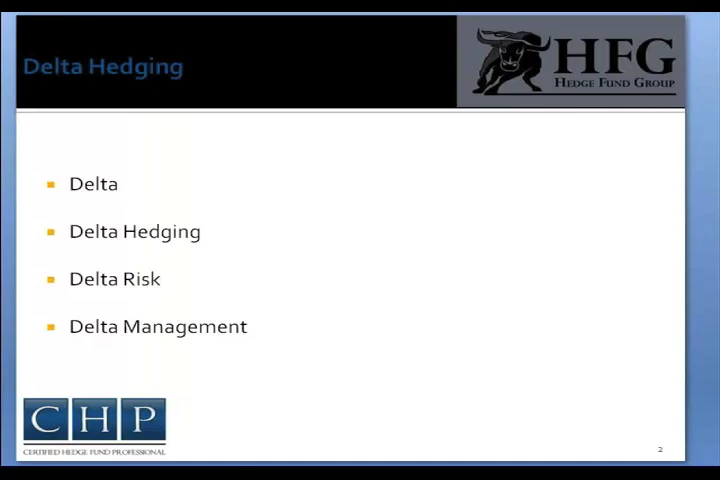 Delta Hedging
HFG
HEDGE FUND GROUP
Delta
Delta Hedging
Delta Risk
Delta Management
CHP
CERTIFIED HEDGE FUND PROFESSIONAL
2